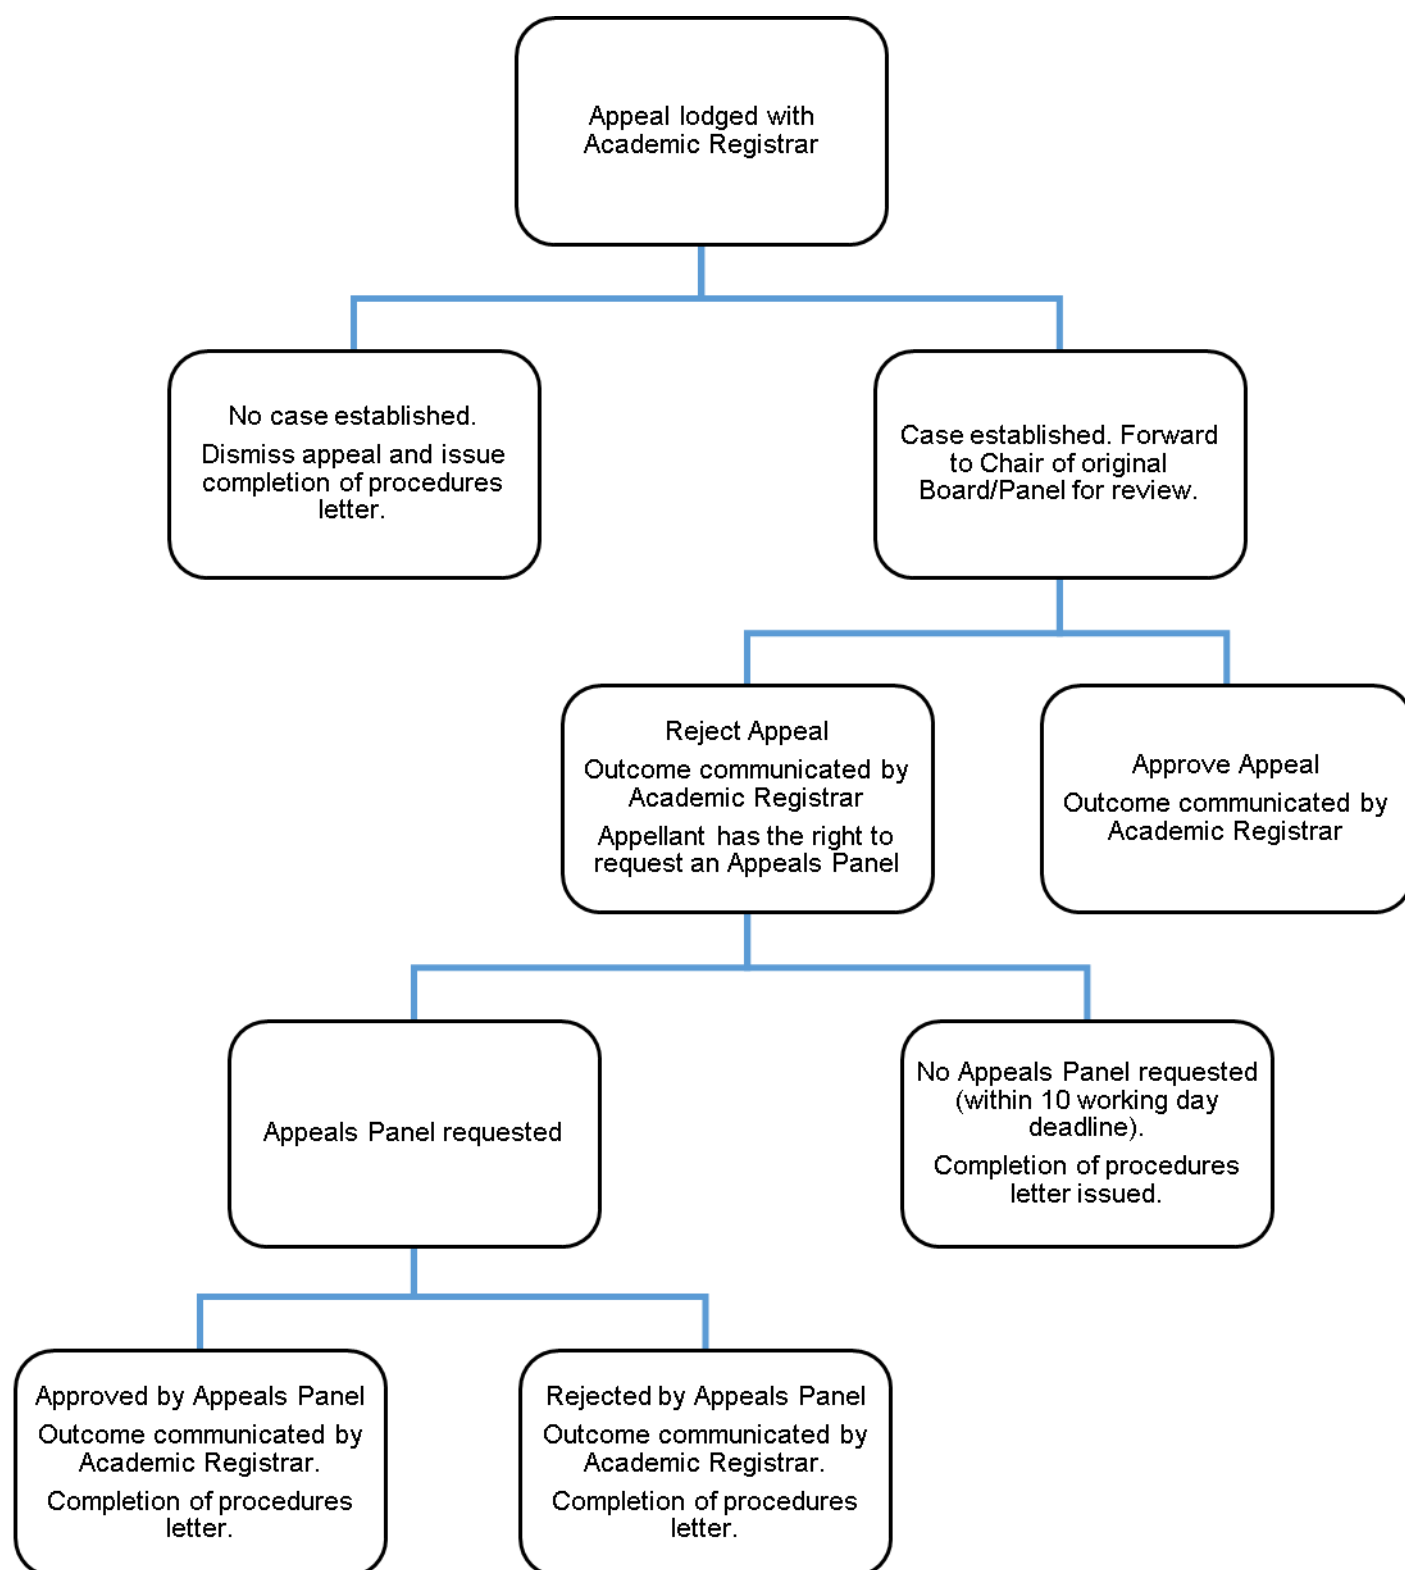 Appeal lodged with
Academic Registrar
No case established.
Dismiss appeal and issue
completion of procedures
letter.
Case established. Forward
to Chair of original
Board/Panel for review.
Reject Appeal
Outcome communicated by
Academic Registrar
Appellant has the right to
request an Appeals Panel
Approve Appeal
Outcome communicated by
Academic Registrar
Appeals Panel requested
No Appeals Panel requested
(within 10 working day
deadline).
Completion of procedures
letter issued.
Approved by Appeals Panel
Outcome communicated by
Academic Registrar.
Completion of procedures
letter.
Rejected by Appeals Panel
Outcome communicated by
Academic Registrar.
Completion of procedures
letter.